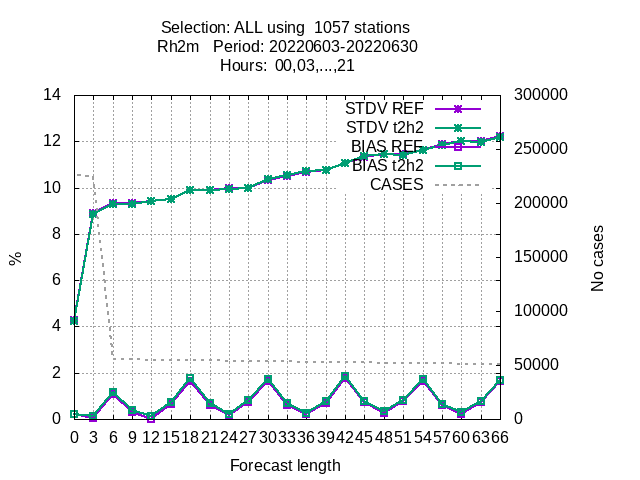 Selection: ALL using  1057 stations
Rh2m   Period: 20220603-20220630
Hours:  00,03,...,21
14
12
10
8
6
4
2
0
%
300000
250000
200000
150000
100000
50000
0
No cases
STDV REF
STDV t2h2
BIAS REF
BIAS t2h2
CASES
0 3 6 9 12 15 18 21 24 27 30 33 36 39 42 45 48 51 54 57 60 63 66
Forecast length